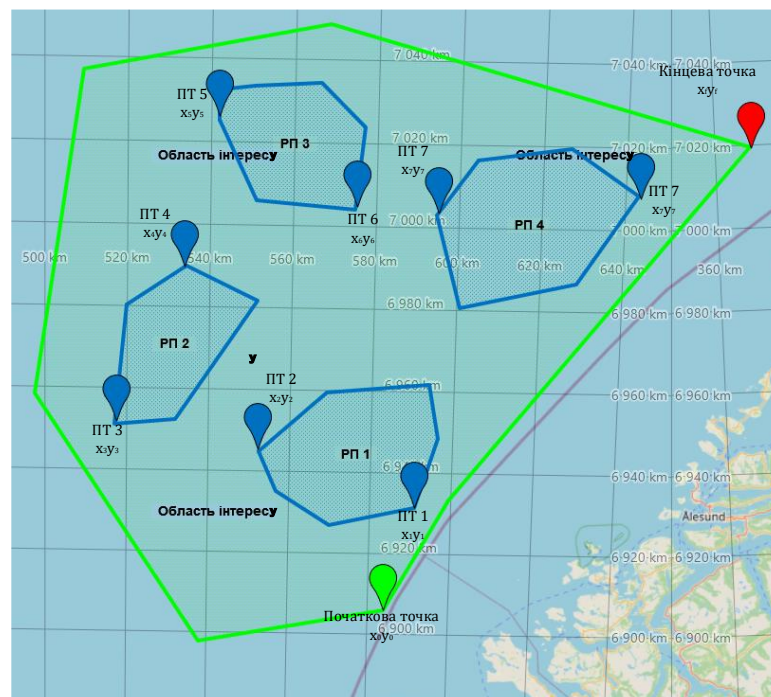 7 040 km
7 040 km 7 040 km
Кінцева точка
xfyf
ПТ 5
x₅y₅
РП 3
Область інтересу
7 020 km
ПТ 7
x₇y₇
Область інтересу
7 020 km 7 020 km
ПТ 7
x₇y₇
ПТ 4
x₄y₄
ПТ 6
x₆y₆
7 000 km
РП 4
7 000 km 7 000 km
500 km
520 km
540 km
560 km
580 km
600 km
620 km
640 km
360 km
6 980 km
6 980 km 6 980 km
РП 2
У
ПТ 2
x₂y₂
6 960 km
6 960 km 6 960 km
ПТ 3
x₃y₃
РП 1
6 940 km
6 940 km 6 940 km
Область інтересу
ПТ 1
x₁y₁
Ålesund
6 920 km
6 920 km 6 920 km
Початкова точка
x₀y₀
6 900 km
6 900 km 6 900 km